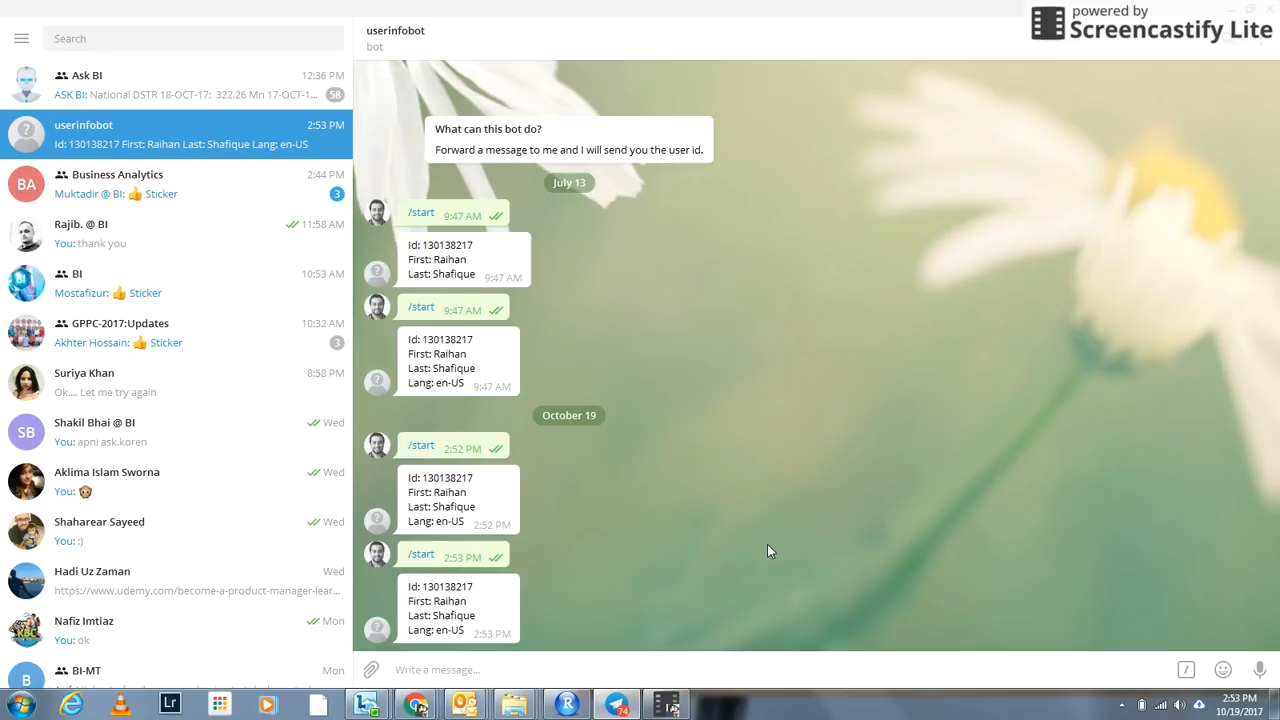 powered by
Screencastify Lite
Search
Ask BI
12:36 PM
ASK BI: National DSTR 18-OCT-17: 322.26 Mn 17-OCT-1...
58
userinfobot
2:53 PM
Id: 130138217 First: Raihan Last: Shafique Lang: en-US
BA
Business Analytics
2:44 PM
Muktadir @ BI: 👍 Sticker
3
Rajib. @ BI
11:58 AM
You: thank you
BI
10:53 AM
Mostafizur: 👍 Sticker
GPPC-2017:Updates
10:32 AM
Akhter Hossain: 👍 Sticker
3
Suriya Khan
8:58 PM
Ok.... Let me try again
SB
Shakil Bhai @ BI
Wed
You: apni ask.koren
Aklima Islam Sworna
Wed
You: 🙊
Shaharear Sayeed
Wed
You: :)
Hadi Uz Zaman
Wed
https://www.udemy.com/become-a-product-manager-lear...
KBC
Nafiz Imtiaz
Mon
You: ok
B
BI-MT
Mon
userinfobot
bot
What can this bot do?
Forward a message to me and I will send you the user id.
July 13
/start 9:47 AM
Id: 130138217
First: Raihan
Last: Shafique 9:47 AM
/start 9:47 AM
Id: 130138217
First: Raihan
Last: Shafique
Lang: en-US 9:47 AM
October 19
/start 2:52 PM
Id: 130138217
First: Raihan
Last: Shafique
Lang: en-US 2:52 PM
/start 2:53 PM
Id: 130138217
First: Raihan
Last: Shafique
Lang: en-US 2:53 PM
Write a message...
Lr
74
2:53 PM
10/19/2017